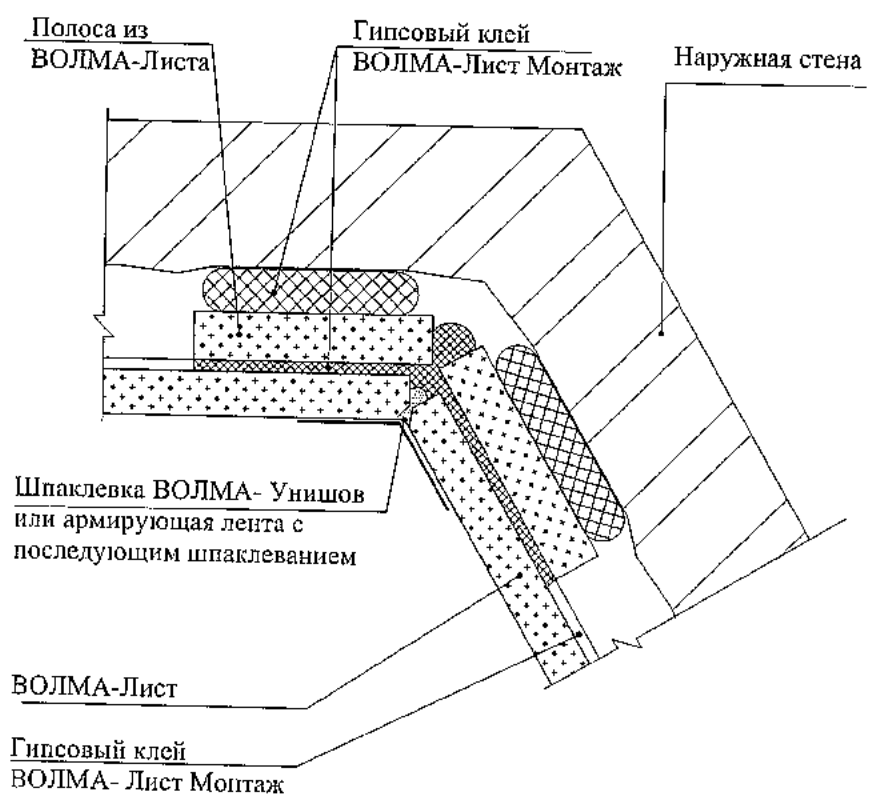 Полоса из
ВОЛМА-Листа
Гипсовый клей
ВОЛМА-Лист Монтаж
Наружная стена
Шпаклевка ВОЛМА- Унишов
или армирующая лента с
последующим шпаклеванием
ВОЛМА-Лист
Гипсовый клей
ВОЛМА- Лист Монтаж